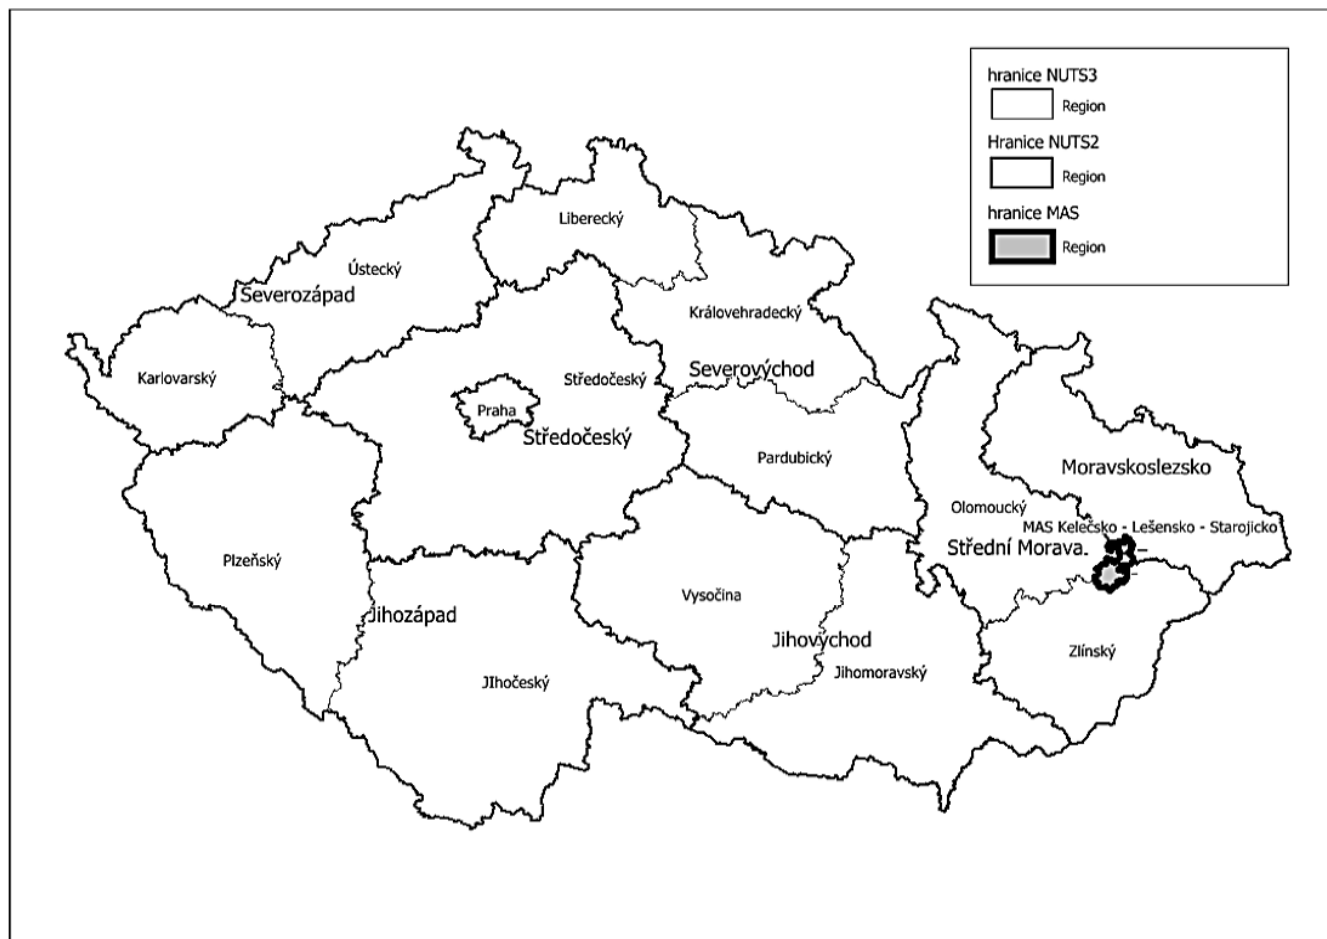 hranice NUTS3
Region
Hranice NUTS2
Region
hranice MAS
Region
Liberecký
Ústecký
Severozápad
Královehradecký
Karlovarský
Středočeský
Severovýchod
Praha
Středočeský
Pardubický
Moravskoslezsko
Olomoucký
MAS Kelečsko - Lešensko - Starojicko
Střední Morava
Plzeňský
Vysočina
Jihozápad
Jihovýchod
Zlínský
Jihomoravský
JIhočeský